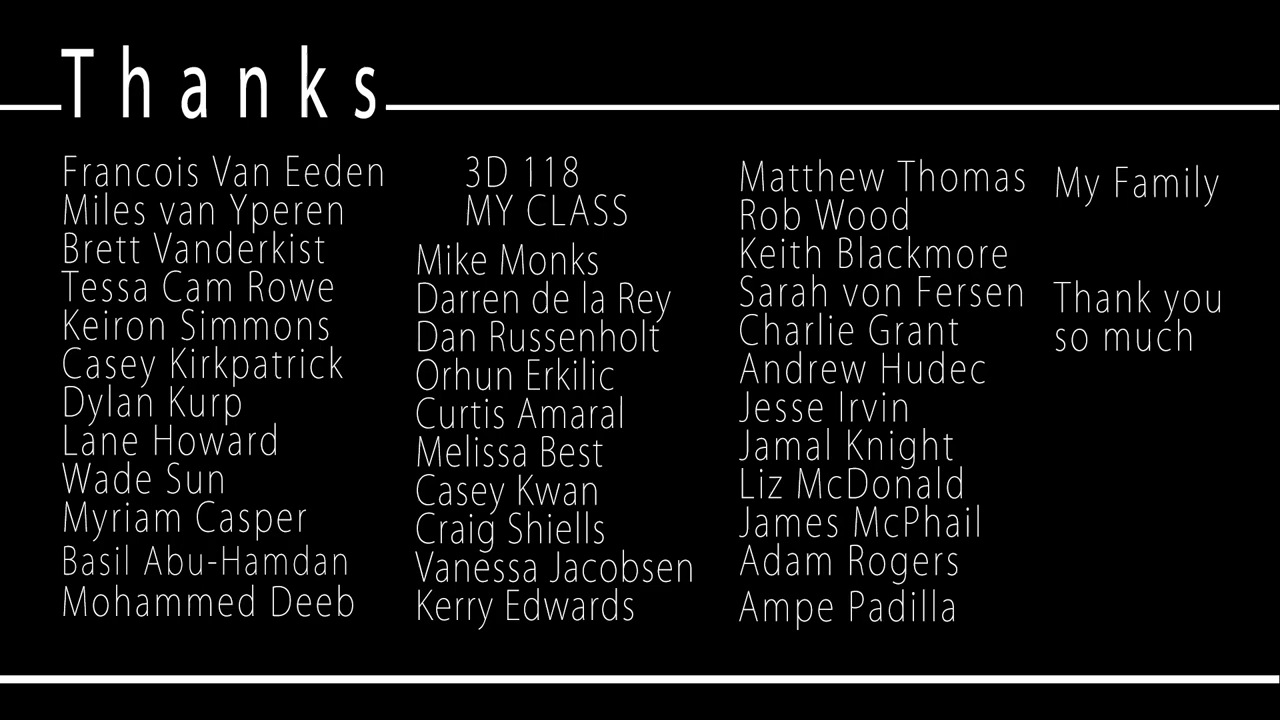 Thanks
Francois Van Eeden
Miles van Yperen
Brett Vanderkist
Tessa Cam Rowe
Keiron Simmons
Casey Kirkpatrick
Dylan Kurp
Lane Howard
Wade Sun
Myriam Casper
Basil Abu-Hamdan
Mohammed Deeb
3D 118
MY CLASS
Mike Monks
Darren de la Rey
Dan Russenholt
Orhun Erkilic
Curtis Amaral
Melissa Best
Casey Kwan
Craig Shiells
Vanessa Jacobsen
Kerry Edwards
Matthew Thomas
Rob Wood
Keith Blackmore
Sarah von Fersen
Charlie Grant
Andrew Hudec
Jesse Irvin
Jamal Knight
Liz McDonald
James McPhail
Adam Rogers
Ampe Padilla
My Family
Thank you
so much